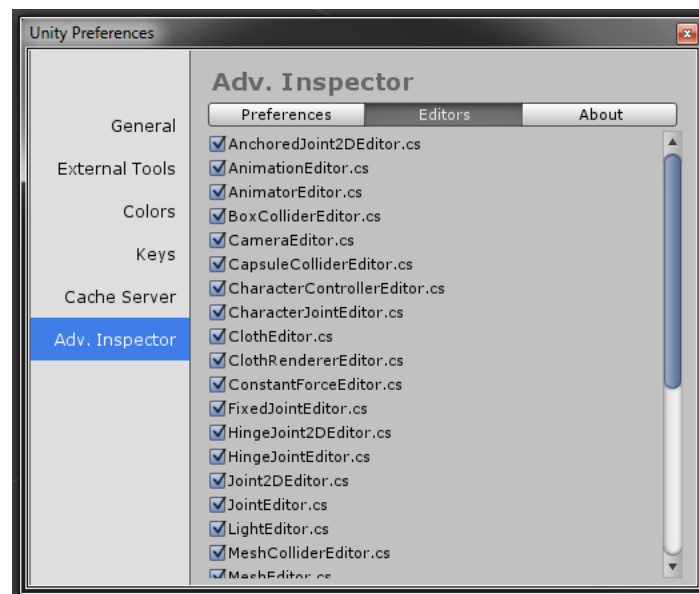 Unity Preferences
General
External Tools
Colors
Keys
Cache Server
Adv. Inspector
Adv. Inspector
Preferences Editors About
AnchoredJoint2DEditor.cs
AnimationEditor.cs
AnimatorEditor.cs
BoxColliderEditor.cs
CameraEditor.cs
CapsuleColliderEditor.cs
CharacterControllerEditor.cs
CharacterJointEditor.cs
ClothEditor.cs
ClothRendererEditor.cs
ConstantForceEditor.cs
FixedJointEditor.cs
HingeJoint2DEditor.cs
HingeJointEditor.cs
Joint2DEditor.cs
JointEditor.cs
LightEditor.cs
MeshColliderEditor.cs
MeshEditor.cs